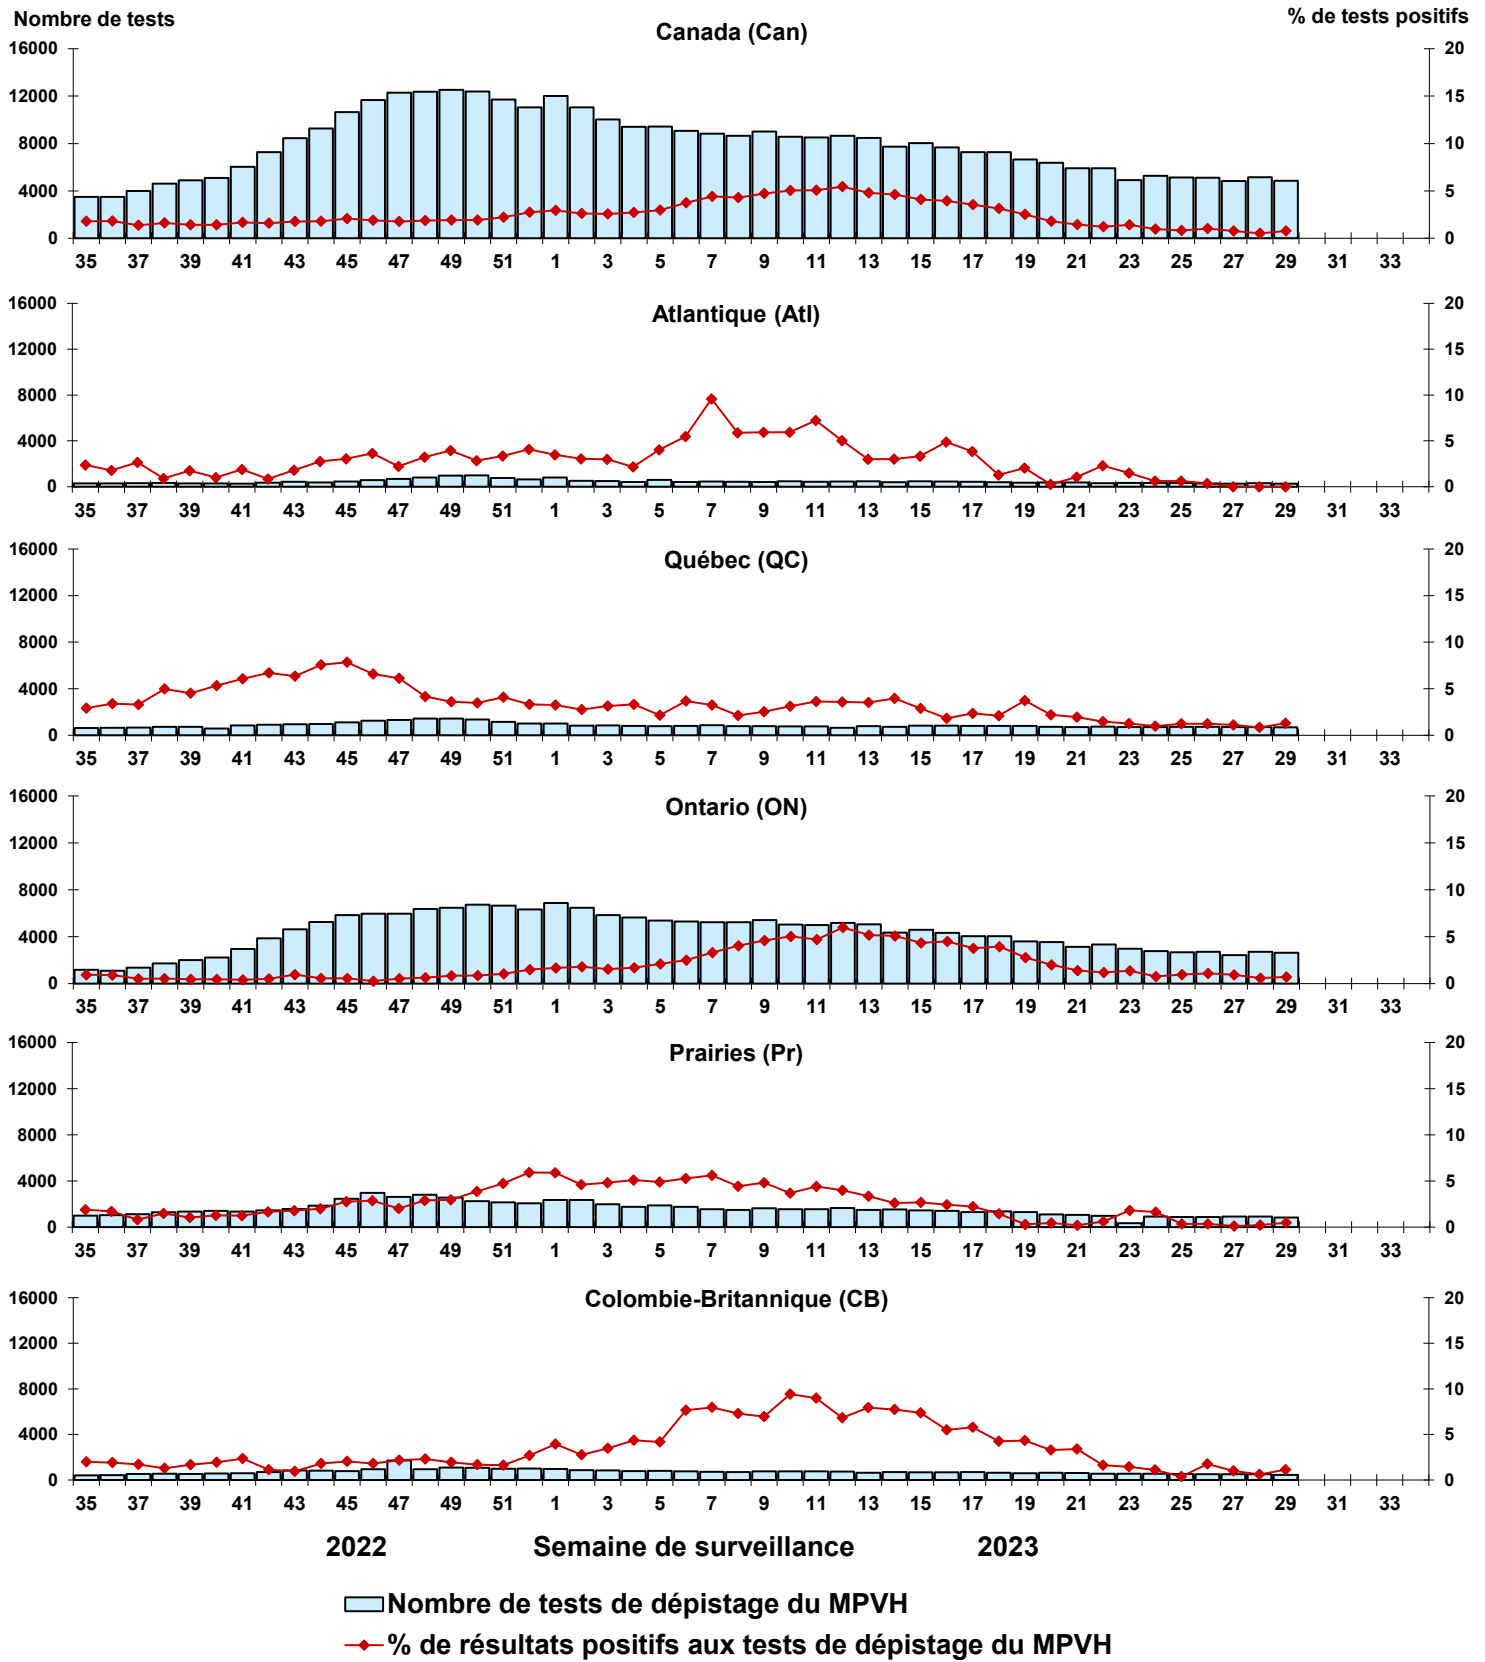 Nombre de tests
% de tests positifs
Canada (Can)
16000 20
12000 15
8000 10
4000 5
0 0
35 37 39 41 43 45 47 49 51 1 3 5 7 9 11 13 15 17 19 21 23 25 27 29 31 33
Atlantique (Atl)
16000 20
12000 15
8000 10
4000 5
0 0
35 37 39 41 43 45 47 49 51 1 3 5 7 9 11 13 15 17 19 21 23 25 27 29 31 33
Québec (QC)
16000 20
12000 15
8000 10
4000 5
0 0
35 37 39 41 43 45 47 49 51 1 3 5 7 9 11 13 15 17 19 21 23 25 27 29 31 33
Ontario (ON)
16000 20
12000 15
8000 10
4000 5
0 0
35 37 39 41 43 45 47 49 51 1 3 5 7 9 11 13 15 17 19 21 23 25 27 29 31 33
Prairies (Pr)
16000 20
12000 15
8000 10
4000 5
0 0
35 37 39 41 43 45 47 49 51 1 3 5 7 9 11 13 15 17 19 21 23 25 27 29 31 33
Colombie-Britannique (CB)
16000 20
12000 15
8000 10
4000 5
0 0
35 37 39 41 43 45 47 49 51 1 3 5 7 9 11 13 15 17 19 21 23 25 27 29 31 33
2022 Semaine de surveillance 2023
Nombre de tests de dépistage du MPVH
% de résultats positifs aux tests de dépistage du MPVH